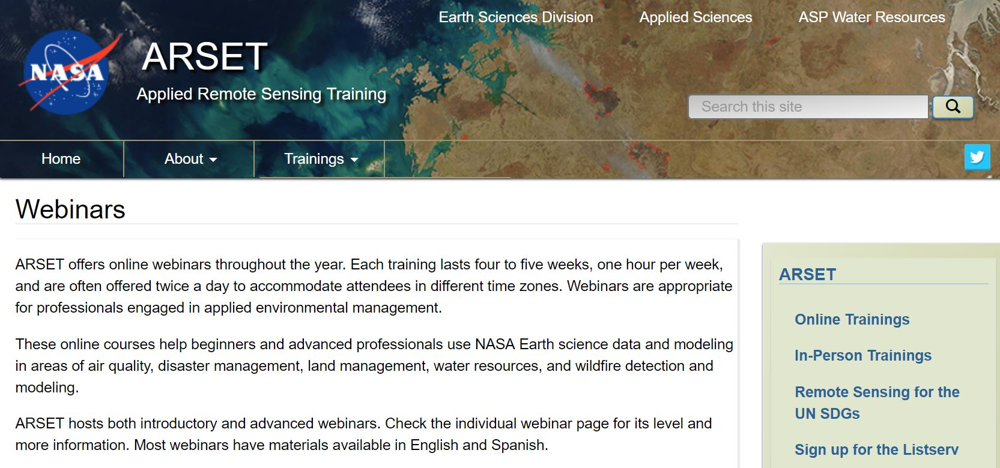 Earth Sciences Division
Applied Sciences
ASP Water Resources
NASA
ARSET
Applied Remote Sensing Training
Search this site
Home
About
Trainings
Webinars
ARSET offers online webinars throughout the year. Each training lasts four to five weeks, one hour per week,
and are often offered twice a day to accommodate attendees in different time zones. Webinars are appropriate
for professionals engaged in applied environmental management.
These online courses help beginners and advanced professionals use NASA Earth science data and modeling
in areas of air quality, disaster management, land management, water resources, and wildfire detection and
modeling.
ARSET hosts both introductory and advanced webinars. Check the individual webinar page for its level and
more information. Most webinars have materials available in English and Spanish.
ARSET
Online Trainings
In-Person Trainings
Remote Sensing for the
UN SDGs
Sign up for the Listserv